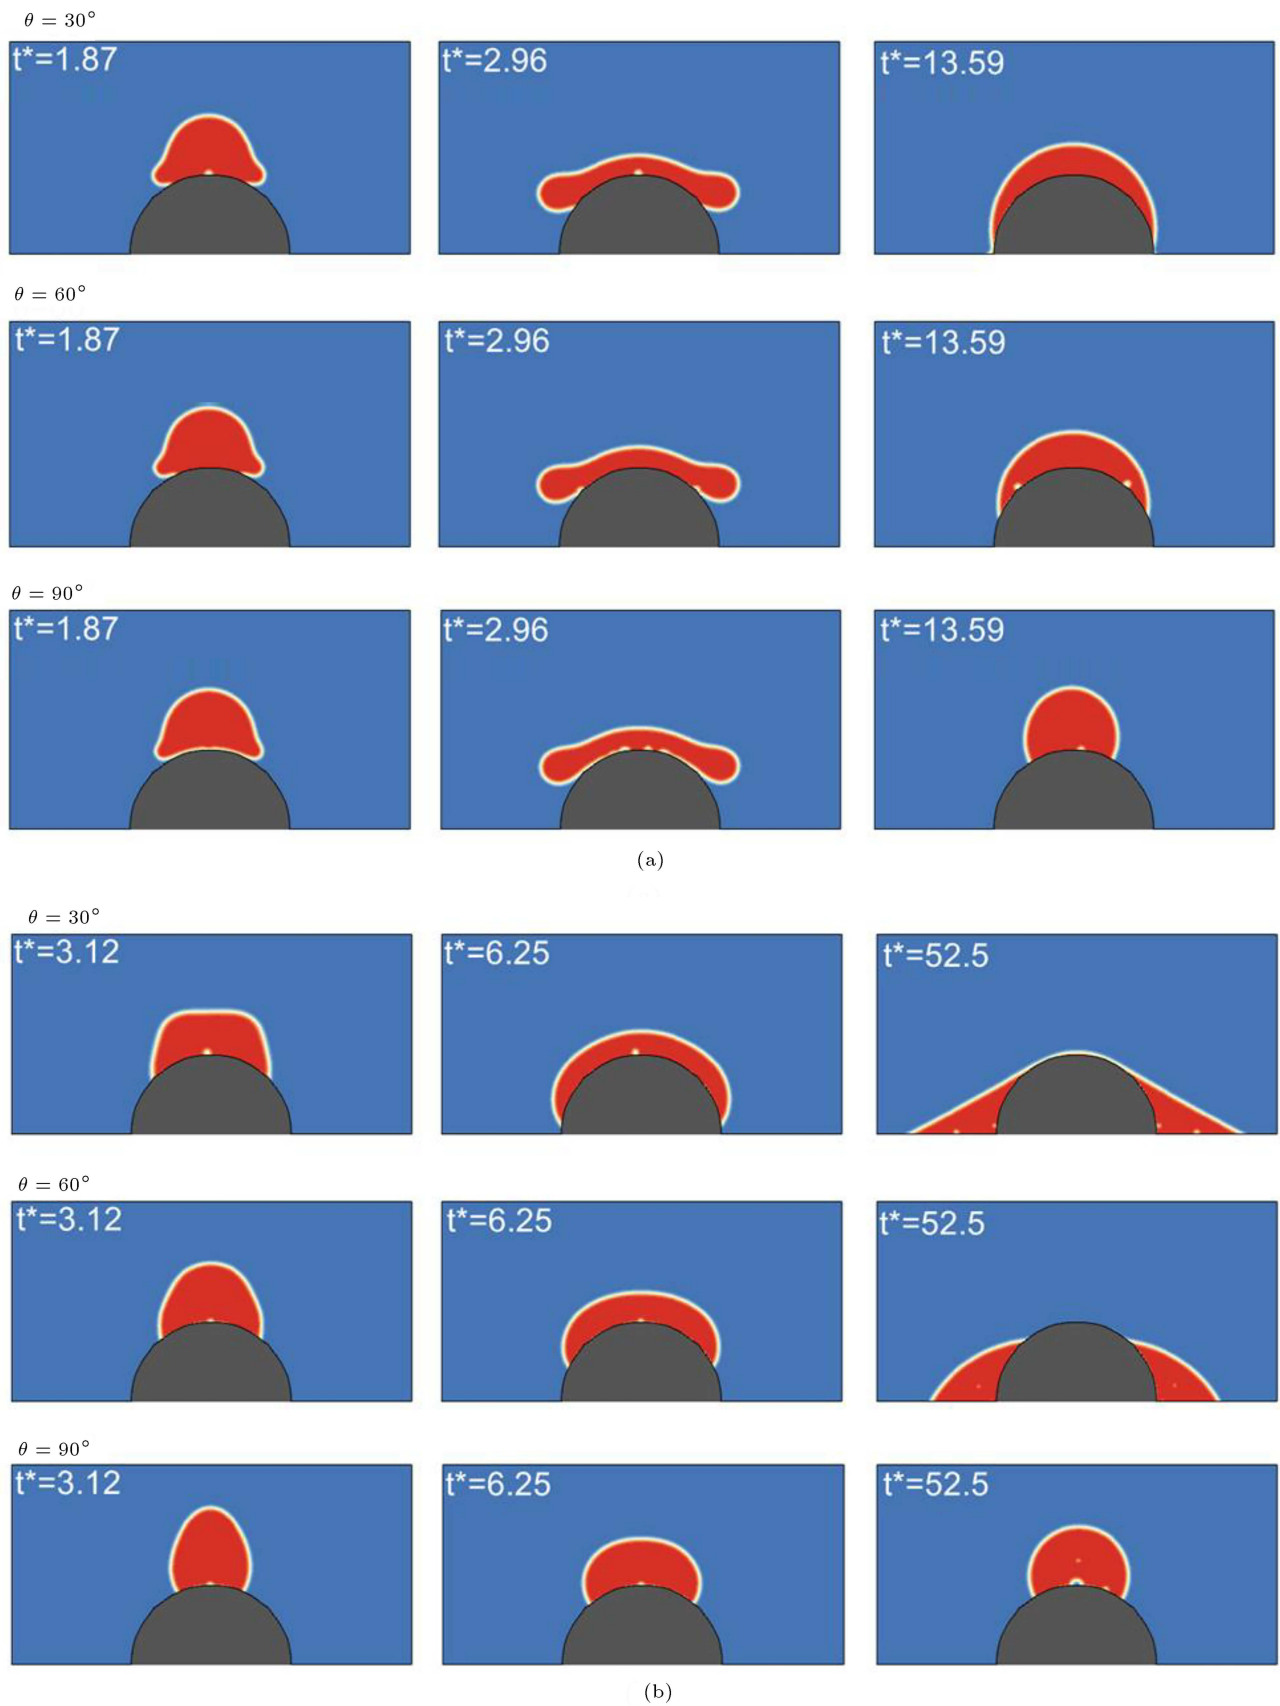 θ = 30°
t*=1.87 t*=2.96 t*=13.59
θ = 60°
t*=1.87 t*=2.96 t*=13.59
θ = 90°
t*=1.87 t*=2.96 t*=13.59
(a)
θ = 30°
t*=3.12 t*=6.25 t*=52.5
θ = 60°
t*=3.12 t*=6.25 t*=52.5
θ = 90°
t*=3.12 t*=6.25 t*=52.5
(b)